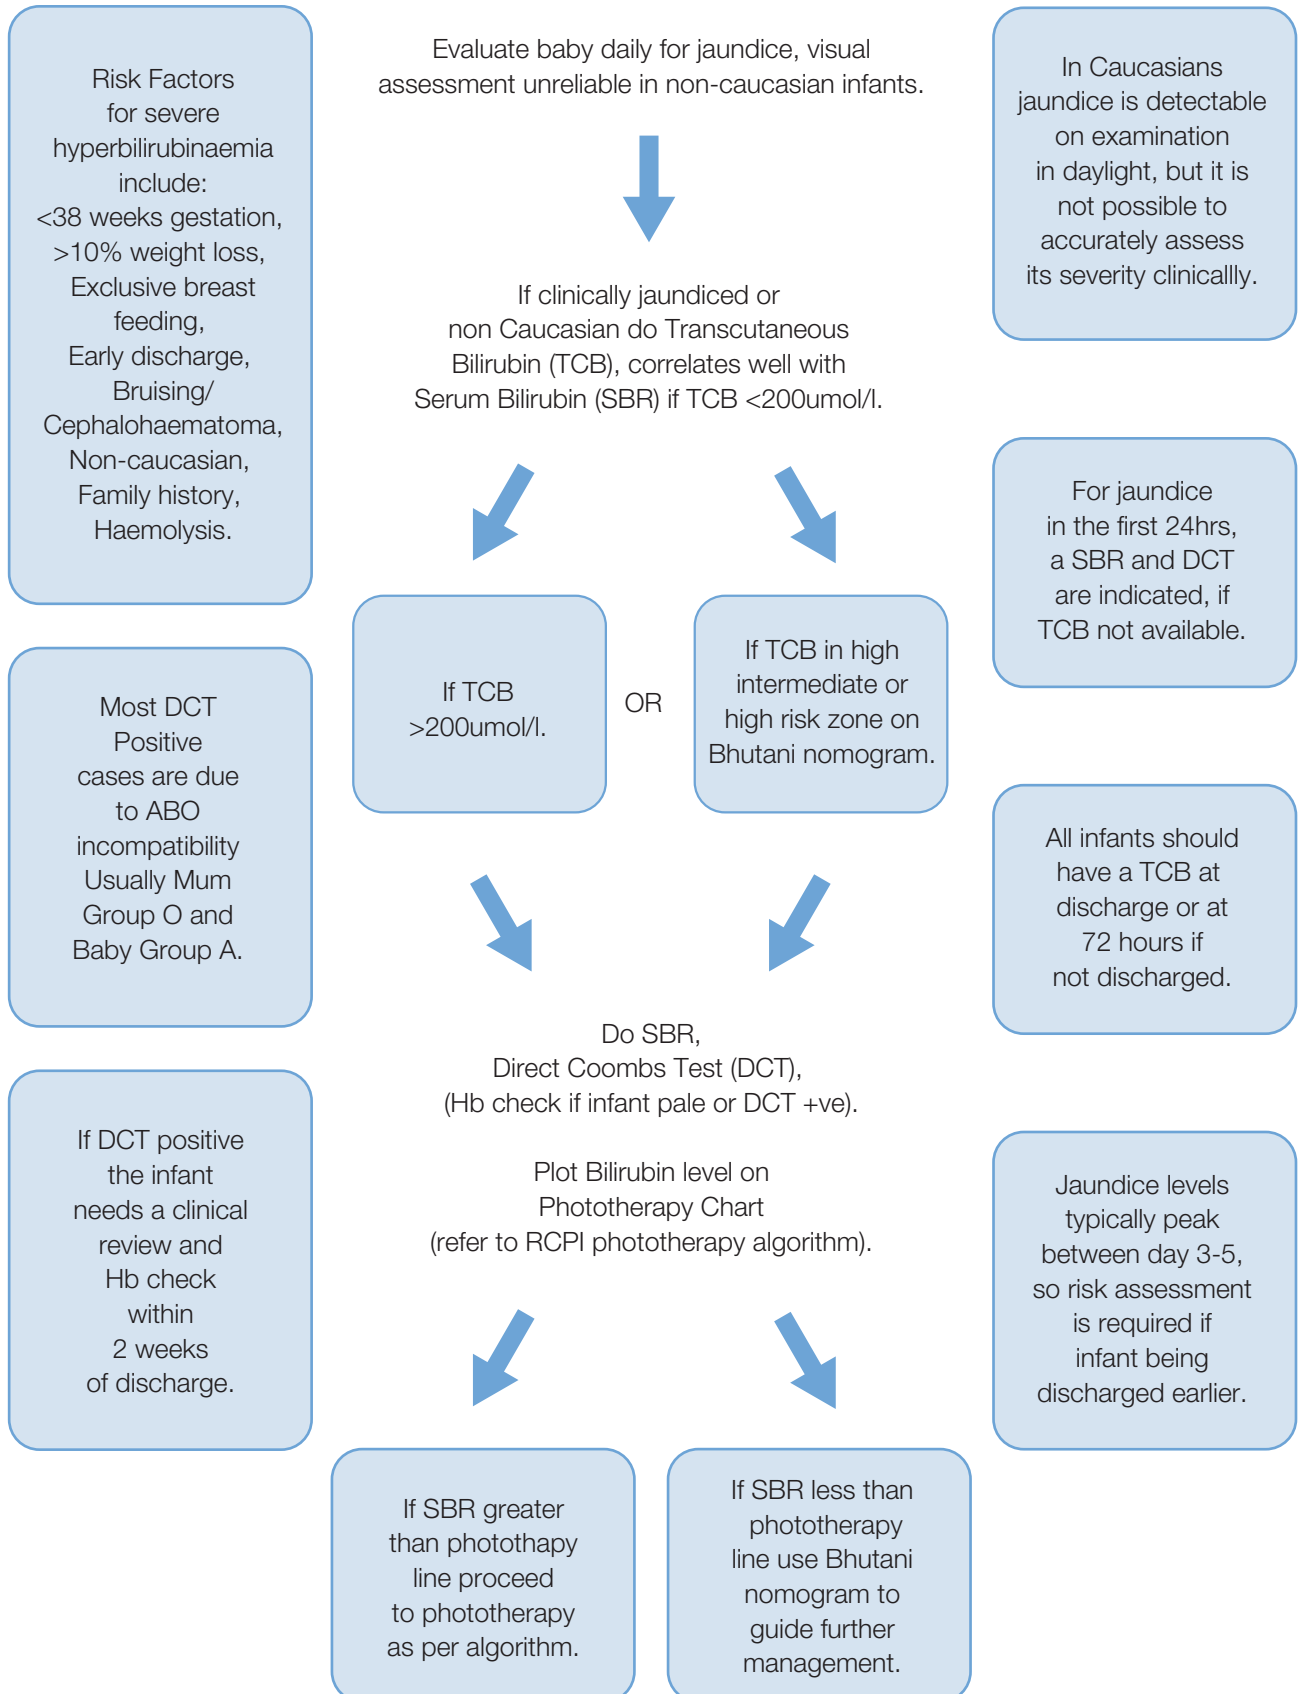 Risk Factors
for severe
hyperbilirubinaemia
include:
<38 weeks gestation,
>10% weight loss,
Exclusive breast
feeding,
Early discharge,
Bruising/
Cephalohaematoma,
Non-caucasian,
Family history,
Haemolysis.
Most DCT
Positive
cases are due
to ABO
incompatibility
Usually Mum
Group O and
Baby Group A.
If DCT positive
the infant
needs a clinical
review and
Hb check
within
2 weeks
of discharge.
Evaluate baby daily for jaundice, visual
assessment unreliable in non-caucasian infants.
If clinically jaundiced or
non Caucasian do Transcutaneous
Bilirubin (TCB), correlates well with
Serum Bilirubin (SBR) if TCB <200umol/l.
If TCB
>200umol/l.
OR
If TCB in high
intermediate or
high risk zone on
Bhutani nomogram.
Do SBR,
Direct Coombs Test (DCT),
(Hb check if infant pale or DCT +ve).
Plot Bilirubin level on
Phototherapy Chart
(refer to RCPI phototherapy algorithm).
If SBR greater
than photothapy
line proceed
to phototherapy
as per algorithm.
If SBR less than
phototherapy
line use Bhutani
nomogram to
guide further
management.
In Caucasians
jaundice is detectable
on examination
in daylight, but it is
not possible to
accurately assess
its severity clinicallly.
For jaundice
in the first 24hrs,
a SBR and DCT
are indicated, if
TCB not available.
All infants should
have a TCB at
discharge or at
72 hours if
not discharged.
Jaundice levels
typically peak
between day 3-5,
so risk assessment
is required if
infant being
discharged earlier.